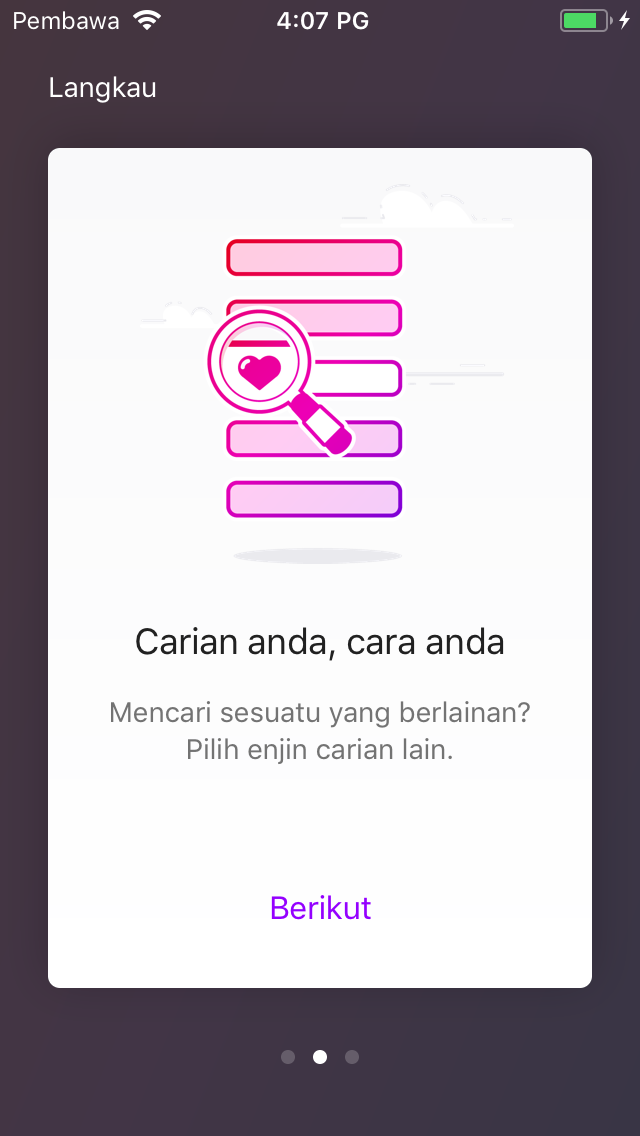 Pembawa 4:07 PG
Langkau
Carian anda, cara anda
Mencari sesuatu yang berlainan?
Pilih enjin carian lain.
Berikut